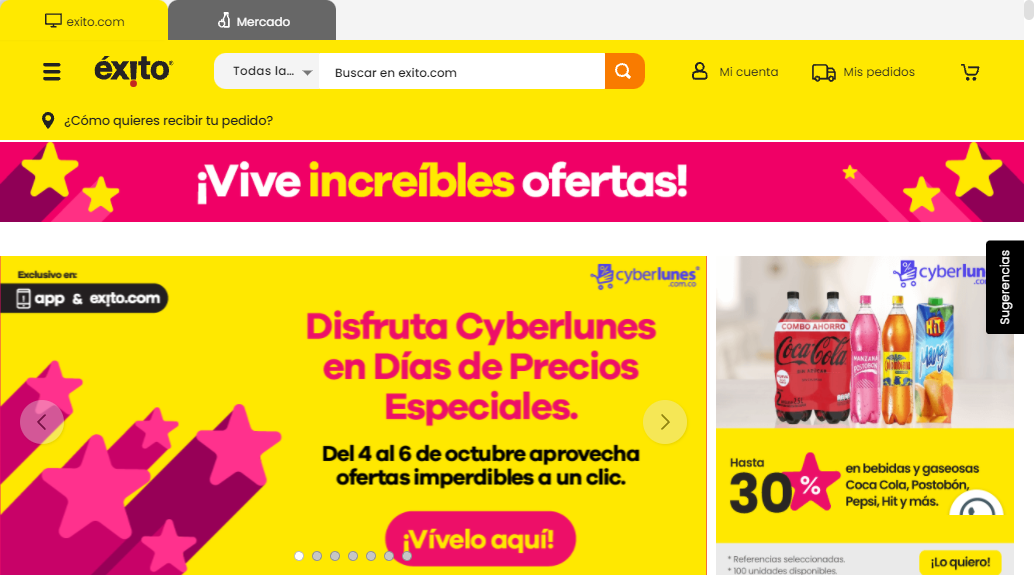 exito.com
Mercado
éxito
Todas la...
Buscar en exito.com
Mi cuenta
Mis pedidos
¿Cómo quieres recibir tu pedido?
¡Vive increíbles ofertas!
Sugerencias
Exclusivo en:
app & exito.com
cyberlunes
.com.co
Disfruta Cyberlunes
en Días de Precios
Especiales.
Del 4 al 6 de octubre aprovecha
ofertas imperdibles a un clic.
¡Vívelo aquí!
cyberlun
COMBO AHORRO
Coca-Cola
MANZANA
POSTOBÓN
HIT
Mango
Hasta
30%
en bebidas y gaseosas
Coca Cola, Postobón,
Pepsi, Hit y más.
* Referencias seleccionadas.
* 100 unidades disponibles.
¡Lo quiero!